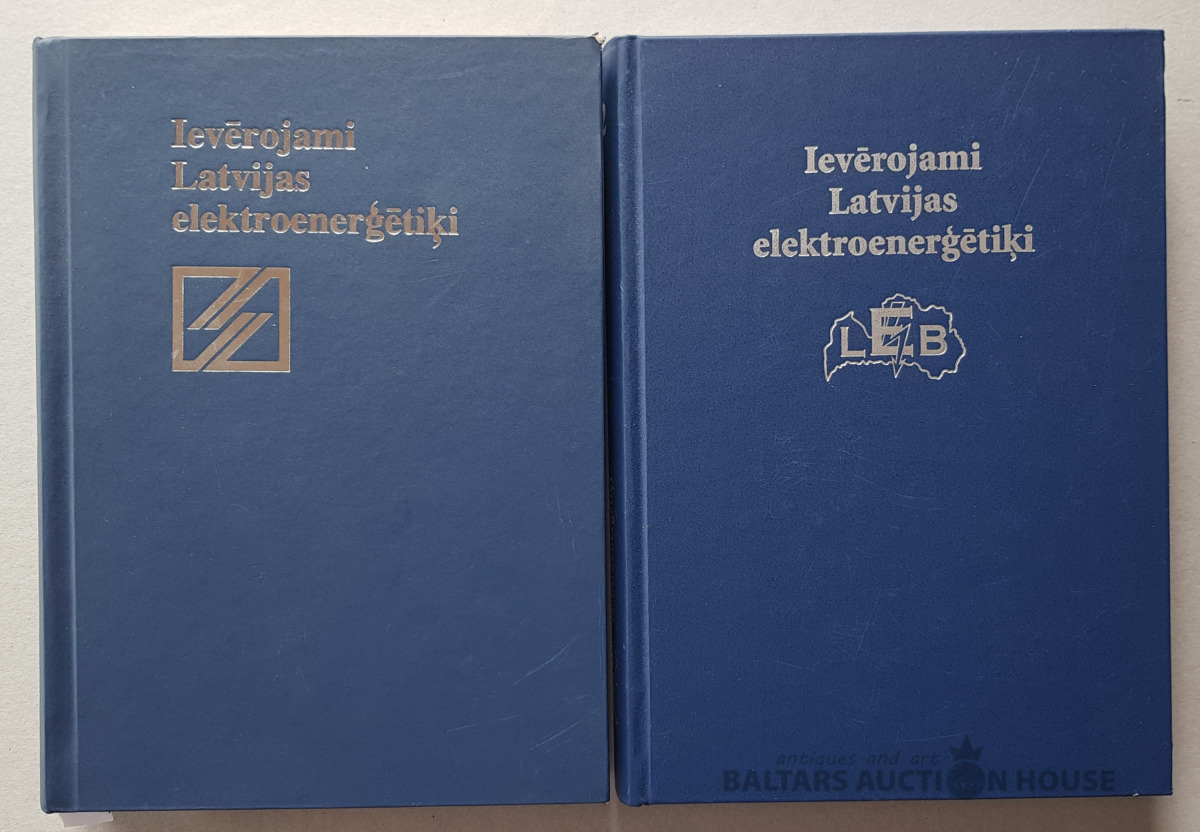 Ievērojami
Latvijas
elektroenerģētiķi
Ievērojami
Latvijas
elektroenerģētiķi
LEB
antiques and art
BALTARS AUCTION HOUSE